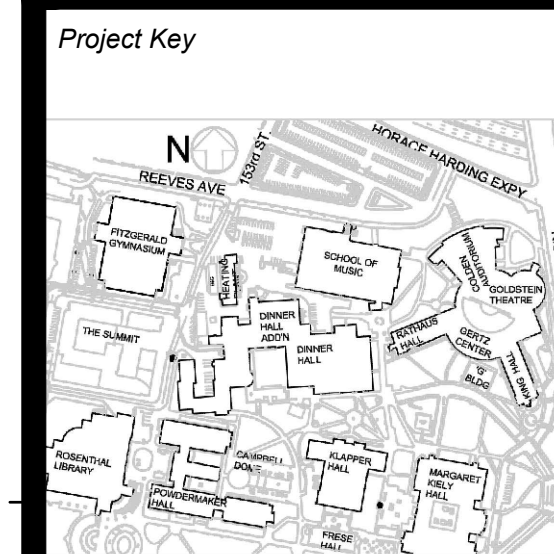 Project Key
N
153rd ST.
HORACE HARDING EXPY
REEVES AVE
FITZGERALD
GYMNASIUM
SCHOOL OF
MUSIC
COLDEN
AUDITORIUM
GOLDSTEIN
THEATRE
HEATING
DINNER
HALL
ADD'N
DINNER
HALL
RATHAUS
HALL
GERTZ
CENTER
KING HALL
'G'
BLDG
THE SUMMIT
ROSENTHAL
LIBRARY
POWDERMAKER
HALL
CAMPBELL
DOME
KLAPPER
HALL
MARGARET
KIELY
HALL
FRESE
HALL